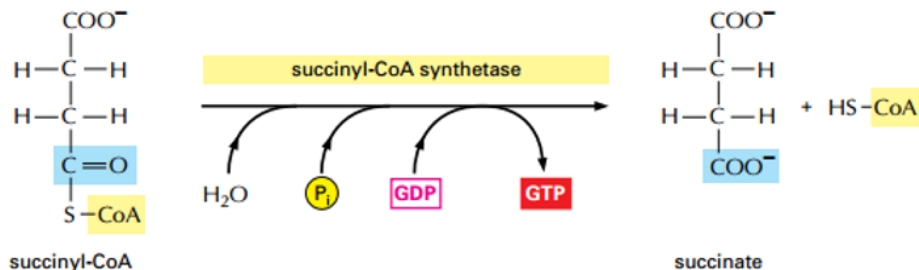 COO⁻
H—C—H
H—C—H
C=O
S—CoA
succinyl-CoA
succinyl-CoA synthetase
H₂O
Pᵢ
GDP
GTP
COO⁻
H—C—H
H—C—H
COO⁻
+ HS-CoA
succinate